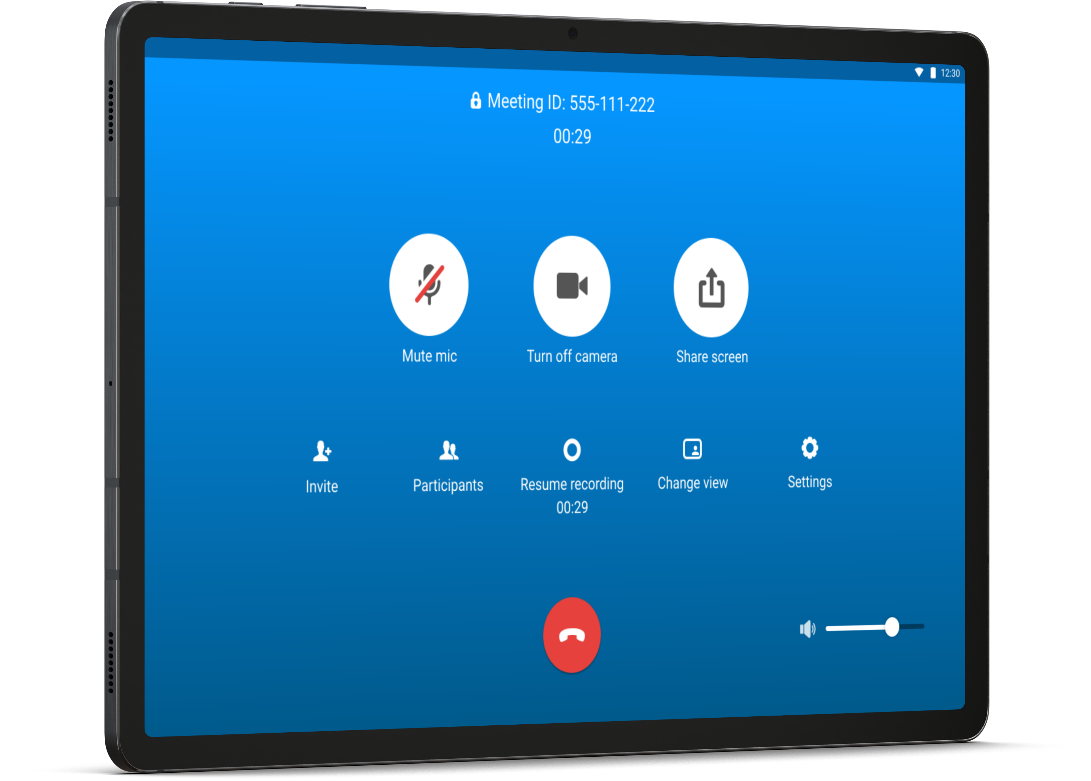 12:30
Meeting ID: 555-111-222
00:29
Mute mic
Turn off camera
Share screen
Invite
Participants
Resume recording
00:29
Change view
Settings